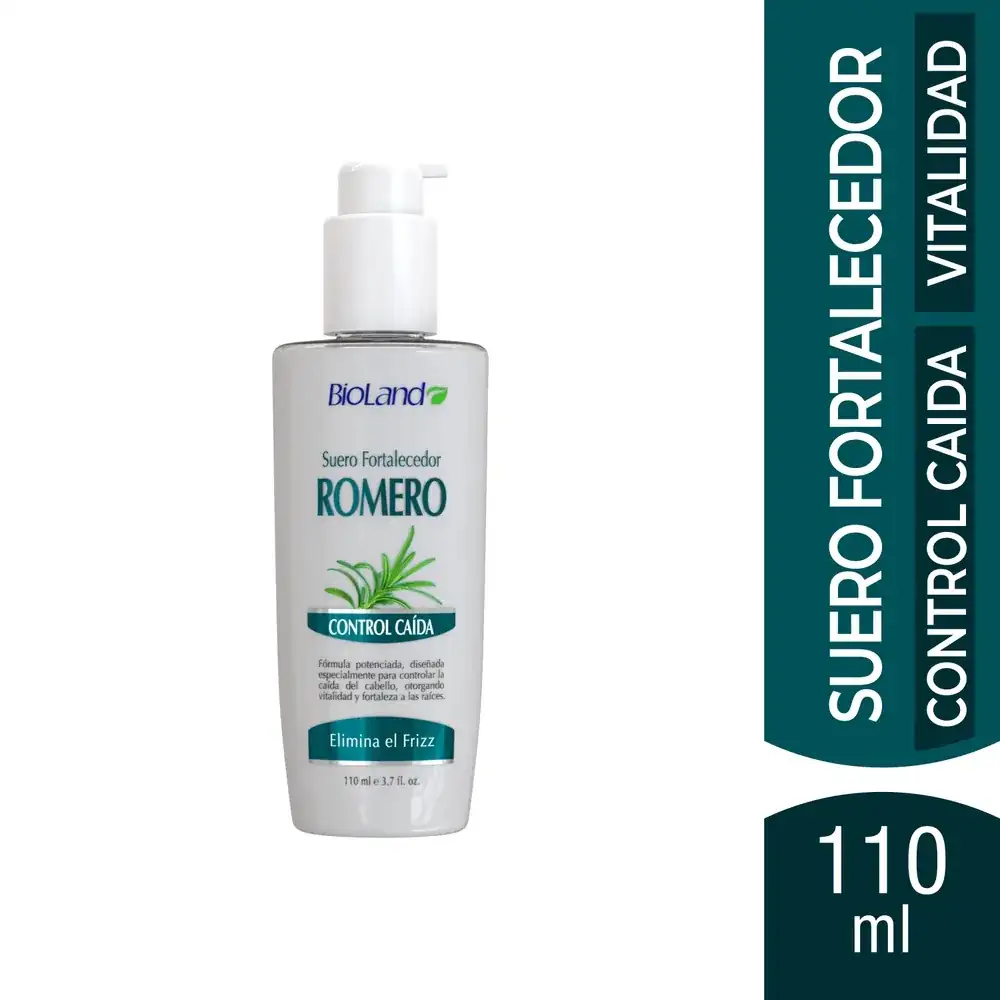 BioLand
Suero Fortalecedor
ROMERO
CONTROL CAÍDA
Fórmula potenciada, diseñada
especialmente para controlar la
caída del cabello, otorgando
vitalidad y fortaleza a las raíces.
Elimina el Frizz
110 ml e 3.7 fl. oz.
SUERO FORTALECEDOR
CONTROL CAIDA
VITALIDAD
110
ml